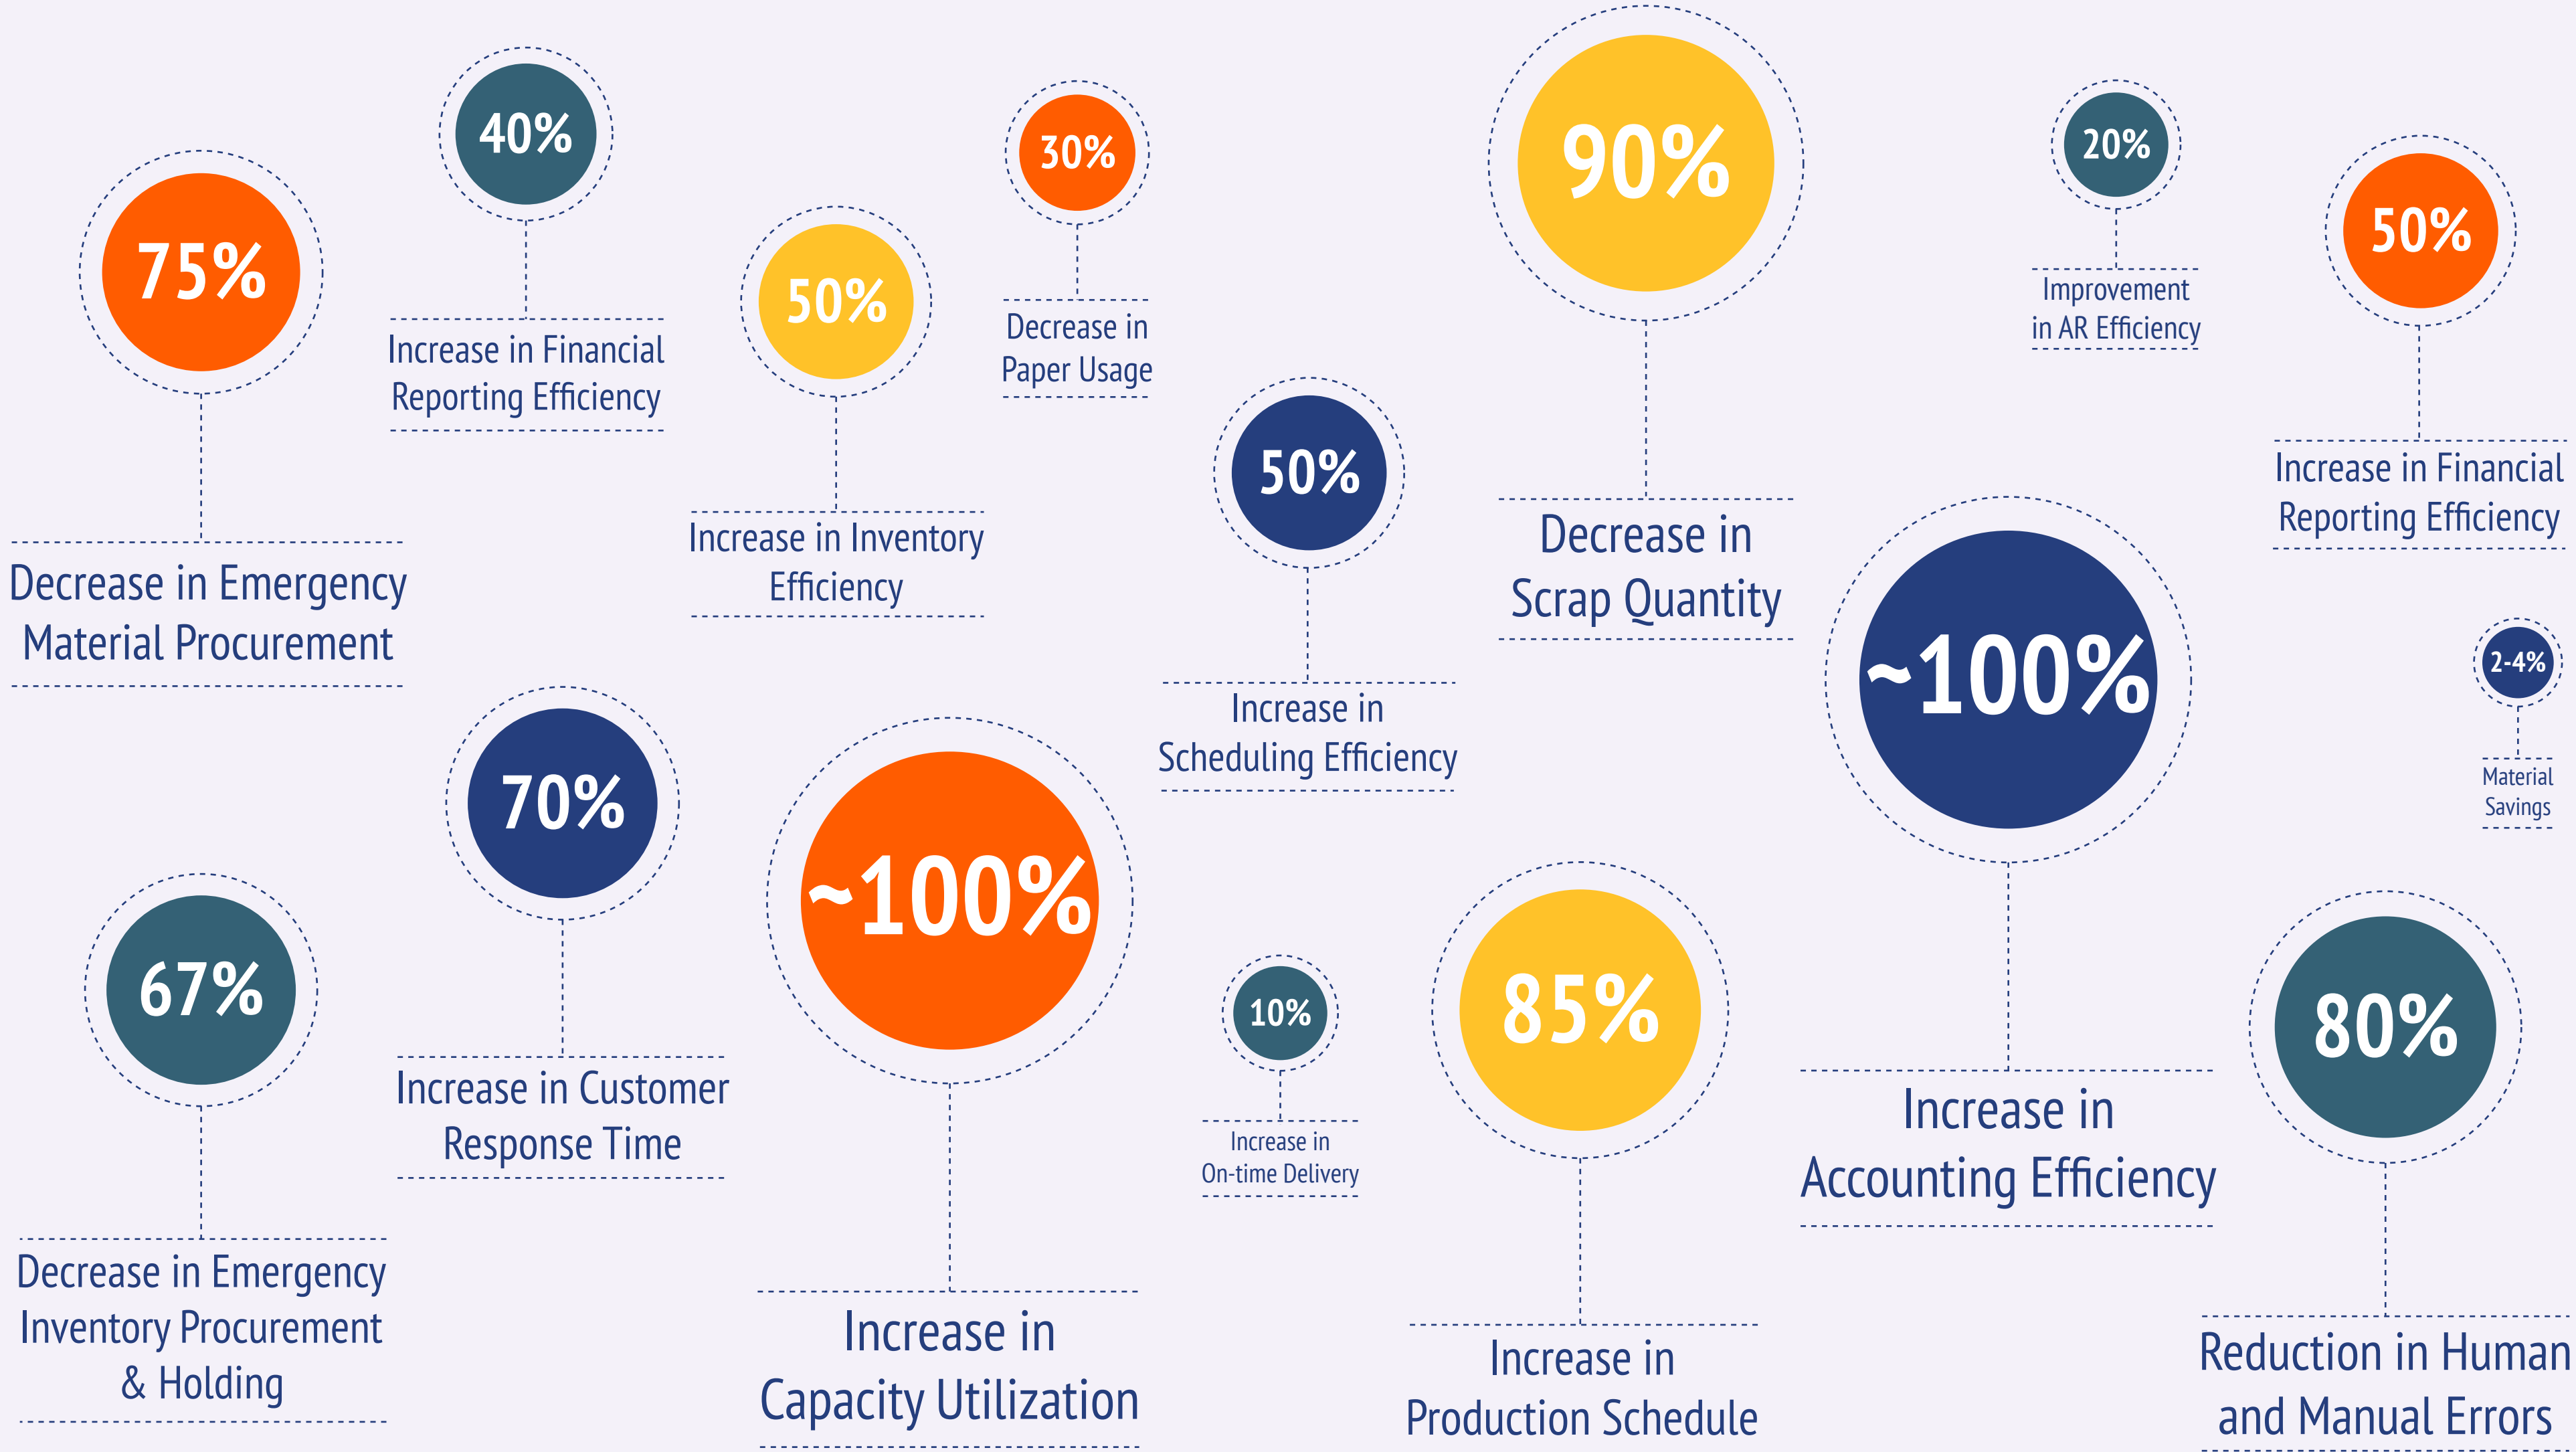 75%
Decrease in Emergency
Material Procurement
40%
Increase in Financial
Reporting Efficiency
50%
Increase in Inventory
Efficiency
30%
Decrease in
Paper Usage
50%
Increase in
Scheduling Efficiency
90%
Decrease in
Scrap Quantity
20%
Improvement
in AR Efficiency
50%
Increase in Financial
Reporting Efficiency
67%
Decrease in Emergency
Inventory Procurement
& Holding
70%
Increase in Customer
Response Time
~100%
Increase in
Capacity Utilization
10%
Increase in
On-time Delivery
85%
Increase in
Production Schedule
~100%
Increase in
Accounting Efficiency
2-4%
Material
Savings
80%
Reduction in Human
and Manual Errors